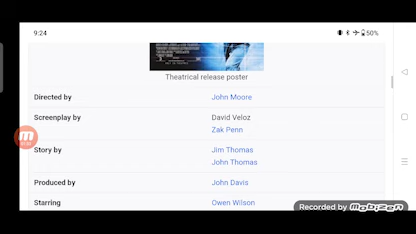 9:24
50%
Theatrical release poster
Directed by John Moore
Screenplay by David Veloz
Zak Penn
Story by Jim Thomas
John Thomas
Produced by John Davis
Starring Owen Wilson
Recorded by Mobizen